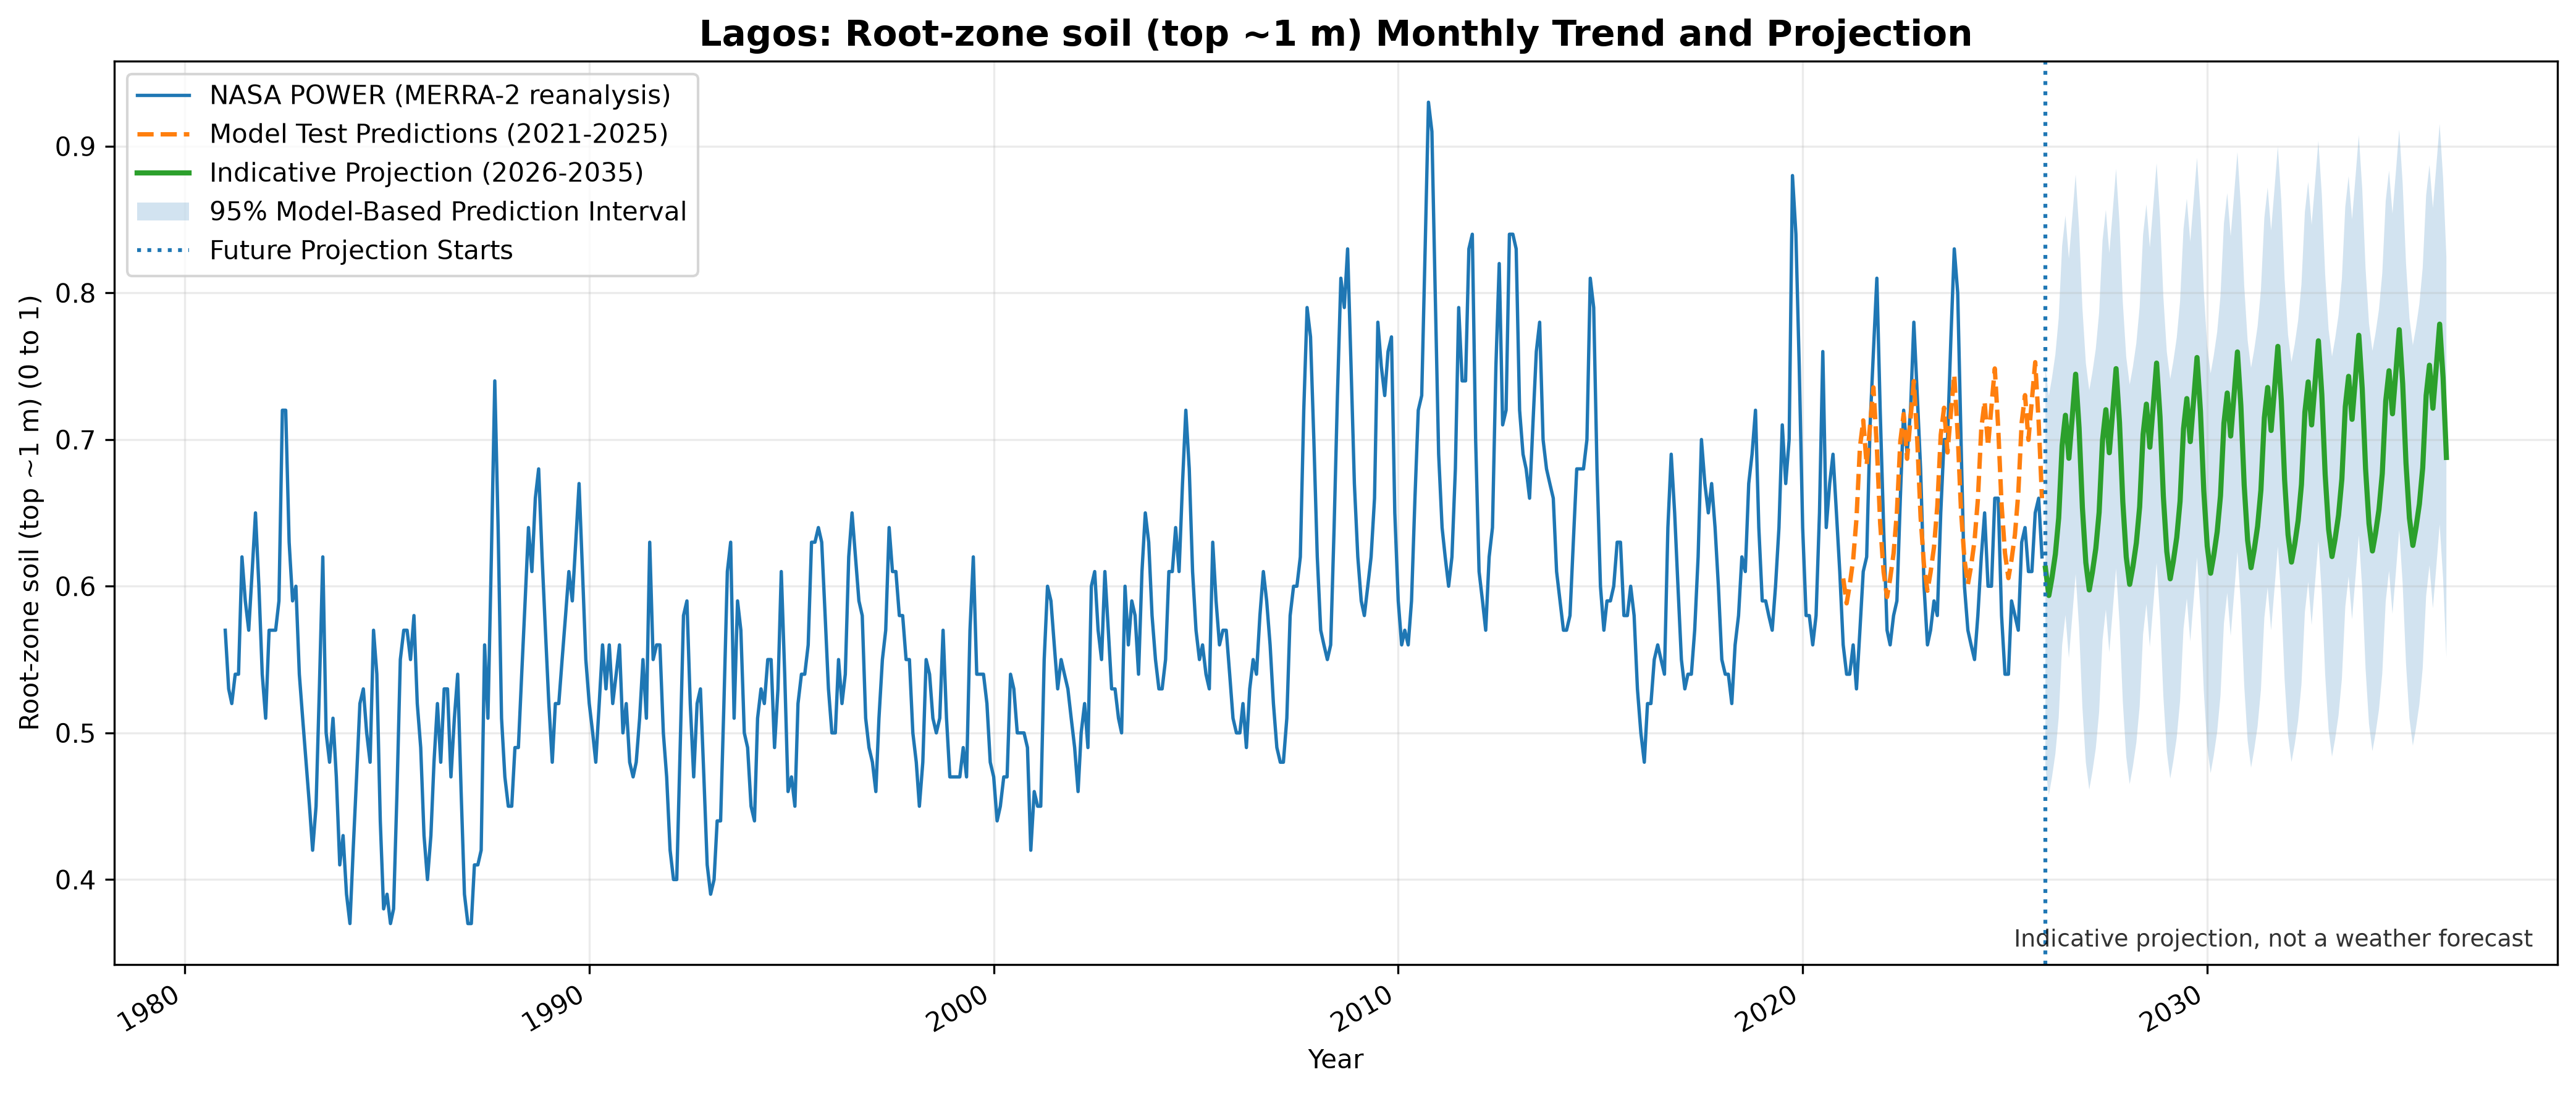 Lagos: Root-zone soil (top ~1 m) Monthly Trend and Projection
NASA POWER (MERRA-2 reanalysis)
Model Test Predictions (2021-2025)
Indicative Projection (2026-2035)
95% Model-Based Prediction Interval
Future Projection Starts
Root-zone soil (top ~1 m) (0 to 1)
0.9
0.8
0.7
0.6
0.5
0.4
Indicative projection, not a weather forecast
1980
1990
2000
2010
2020
2030
Year